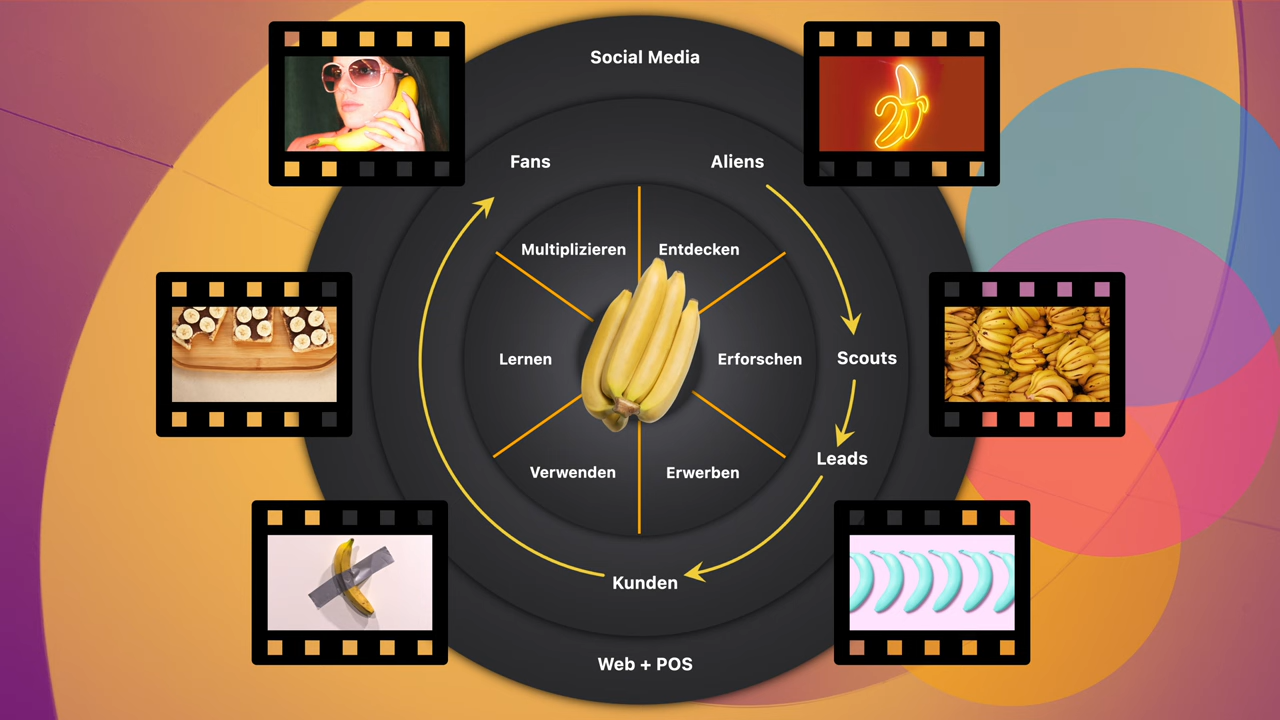 Social Media
Fans
Aliens
Multiplizieren
Entdecken
Lernen
Erforschen
Scouts
Leads
Verwenden
Erwerben
Kunden
Web + POS